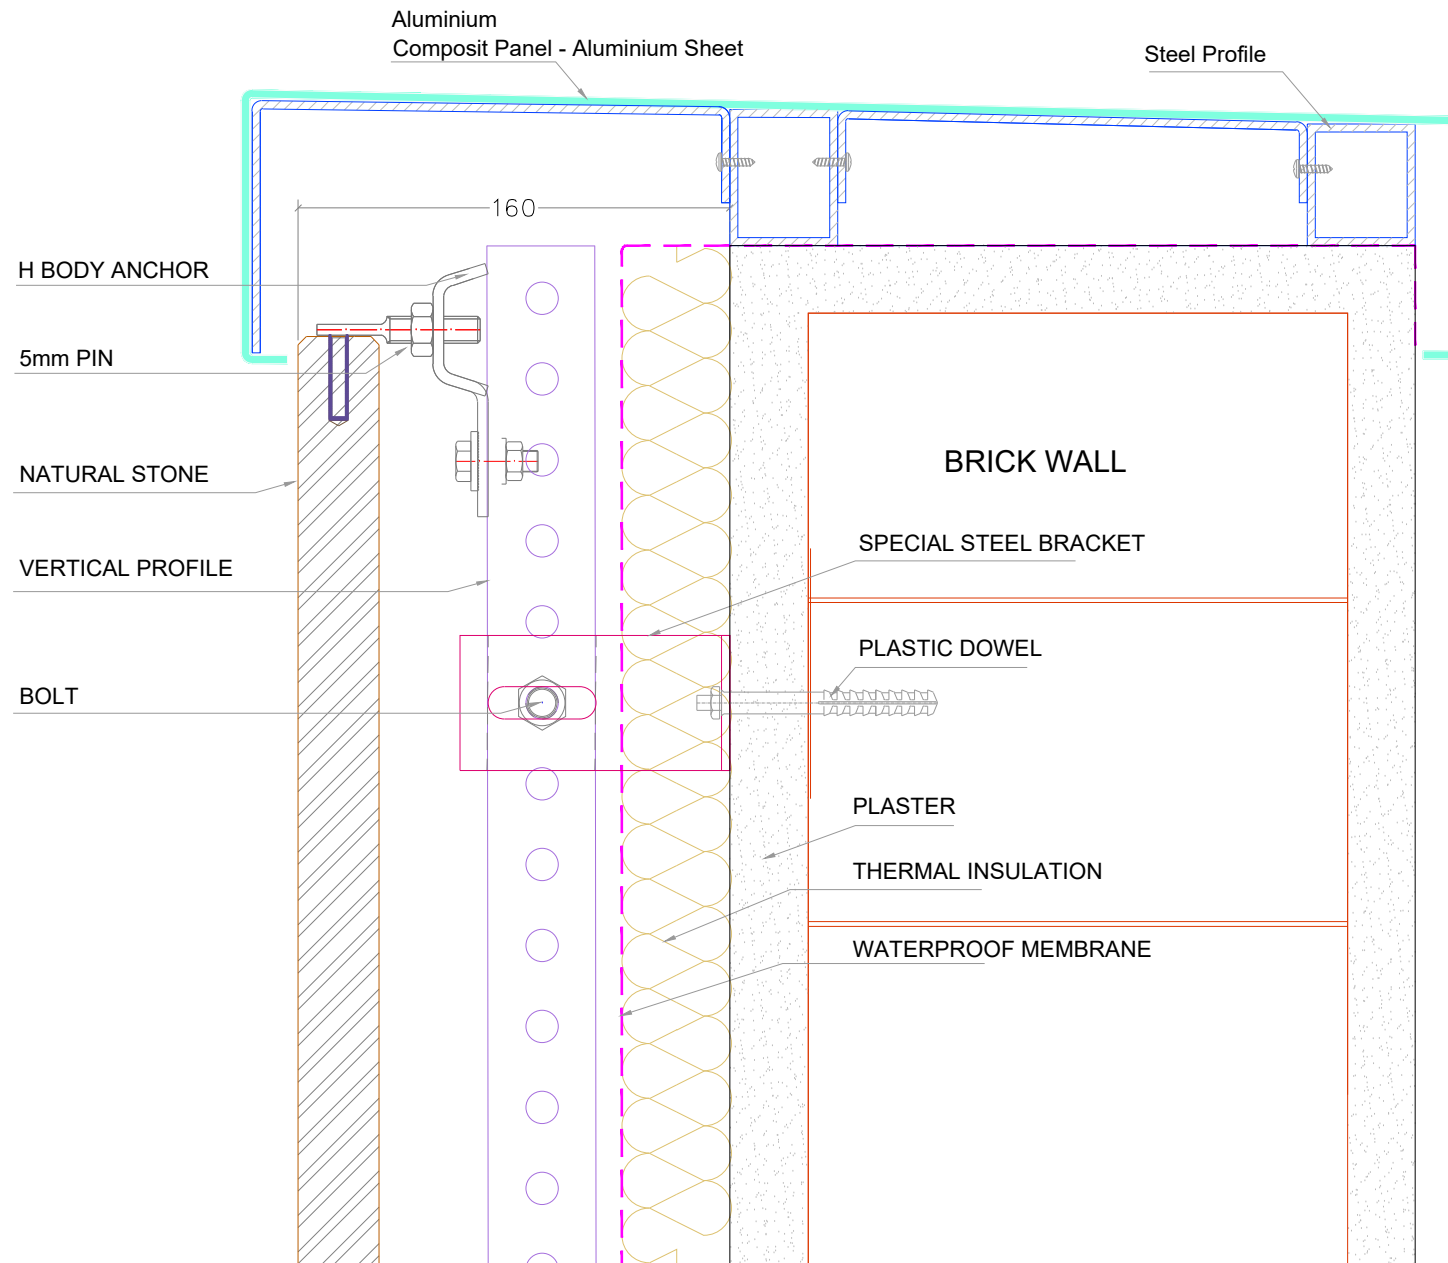 Aluminium
Composit Panel - Aluminium Sheet
Steel Profile
160
H BODY ANCHOR
5mm PIN
NATURAL STONE
BRICK WALL
SPECIAL STEEL BRACKET
VERTICAL PROFILE
PLASTIC DOWEL
BOLT
PLASTER
THERMAL INSULATION
WATERPROOF MEMBRANE